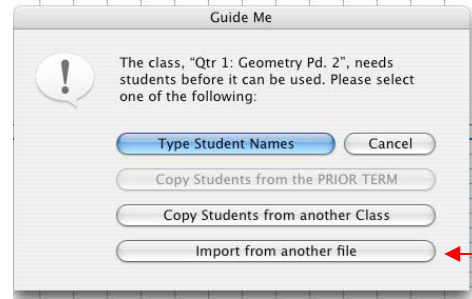 Guide Me
The class, “Qtr 1: Geometry Pd. 2”, needs
students before it can be used. Please select
one of the following:
Type Student Names
Cancel
Copy Students from the PRIOR TERM
Copy Students from another Class
Import from another file